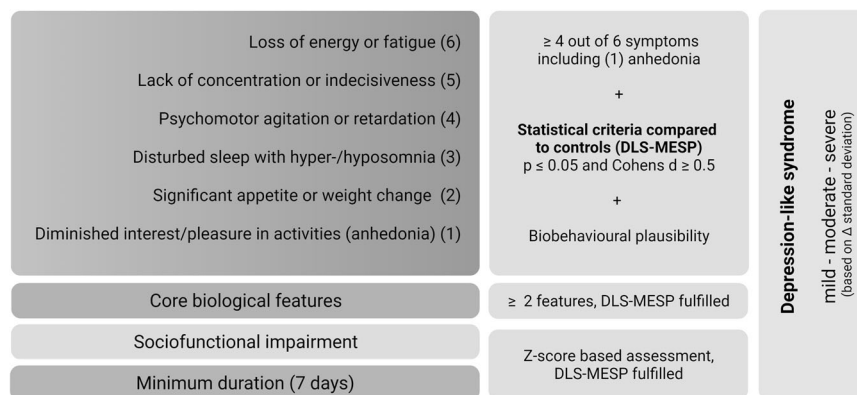 Loss of energy or fatigue (6)
Lack of concentration or indecisiveness (5)
Psychomotor agitation or retardation (4)
Disturbed sleep with hyper-/hyposomnia (3)
Significant appetite or weight change (2)
Diminished interest/pleasure in activities (anhedonia) (1)
≥ 4 out of 6 symptoms
including (1) anhedonia
+
Statistical criteria compared
to controls (DLS-MESP)
p ≤ 0.05 and Cohens d ≥ 0.5
+
Biobehavioural plausibility
Core biological features
≥ 2 features, DLS-MESP fulfilled
Sociofunctional impairment
Minimum duration (7 days)
Z-score based assessment,
DLS-MESP fulfilled
Depression-like syndrome
mild - moderate - severe
(based on Δ standard deviation)